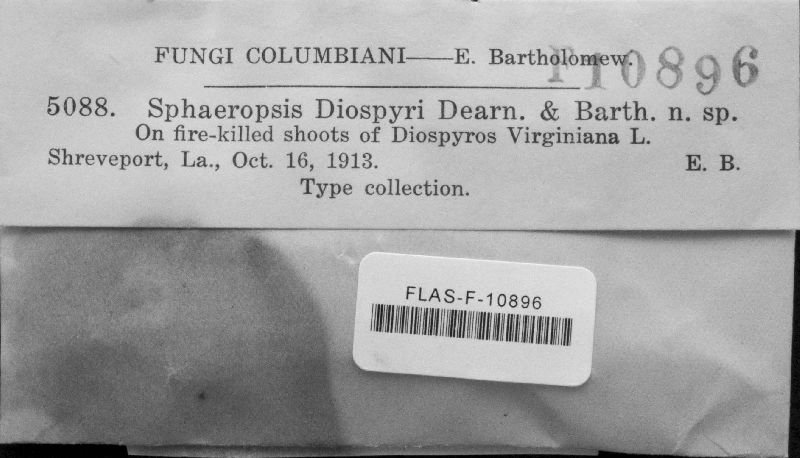 FUNGI COLUMBIANI——E. Bartholomew.
F10896
5088. Sphaeropsis Diospyri Dearn. & Barth. n. sp.
On fire-killed shoots of Diospyros Virginiana L.
Shreveport, La., Oct. 16, 1913. E. B.
Type collection.
FLAS-F-10896